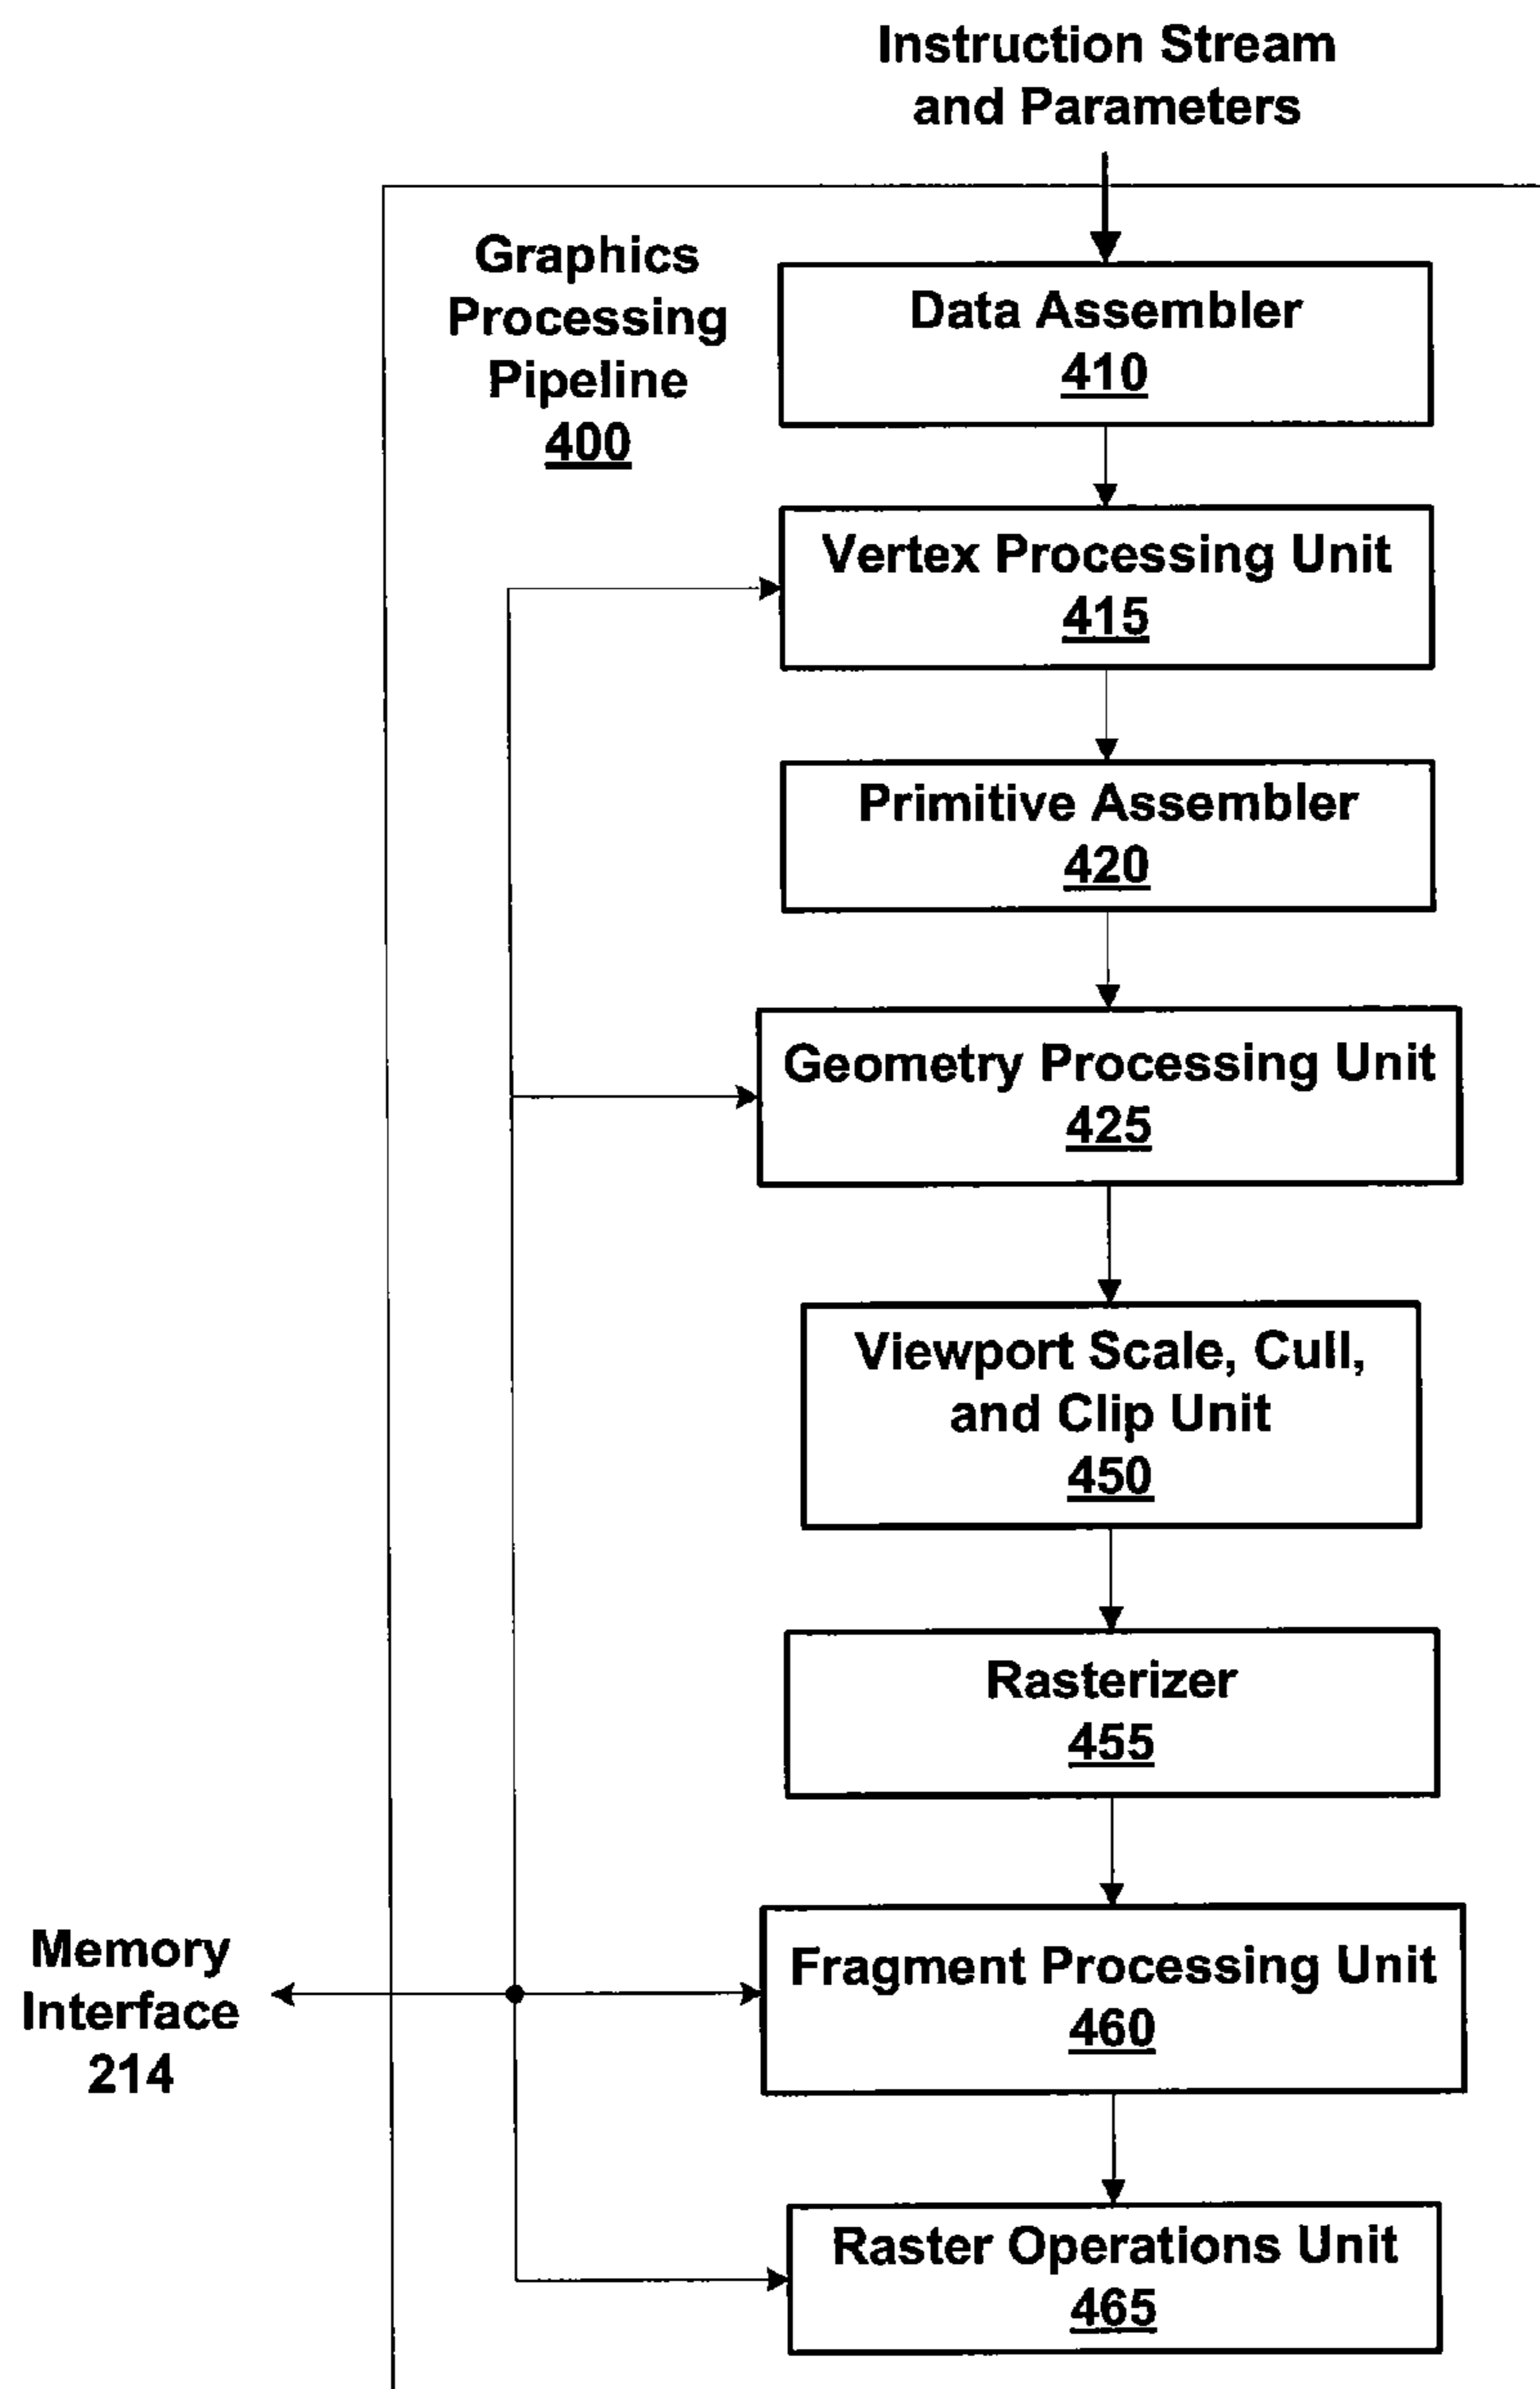 Instruction Stream
and Parameters
Graphics
Processing
Pipeline
400
Data Assembler
410
Vertex Processing Unit
415
Primitive Assembler
420
Geometry Processing Unit
425
Viewport Scale, Cull,
and Clip Unit
450
Rasterizer
455
Memory
Interface
214
Fragment Processing Unit
460
Raster Operations Unit
465